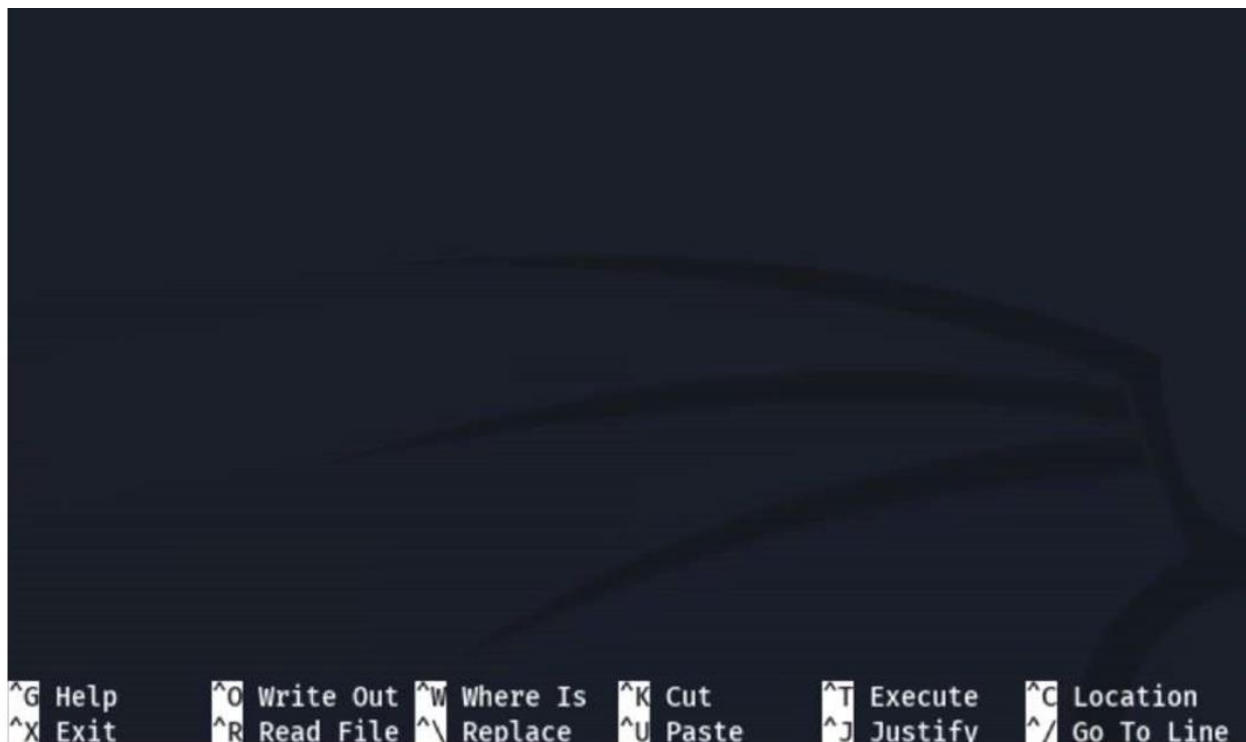 ^G Help ^O Write Out ^W Where Is ^K Cut ^T Execute ^C Location
^X Exit ^R Read File ^\ Replace ^U Paste ^J Justify ^/ Go To Line